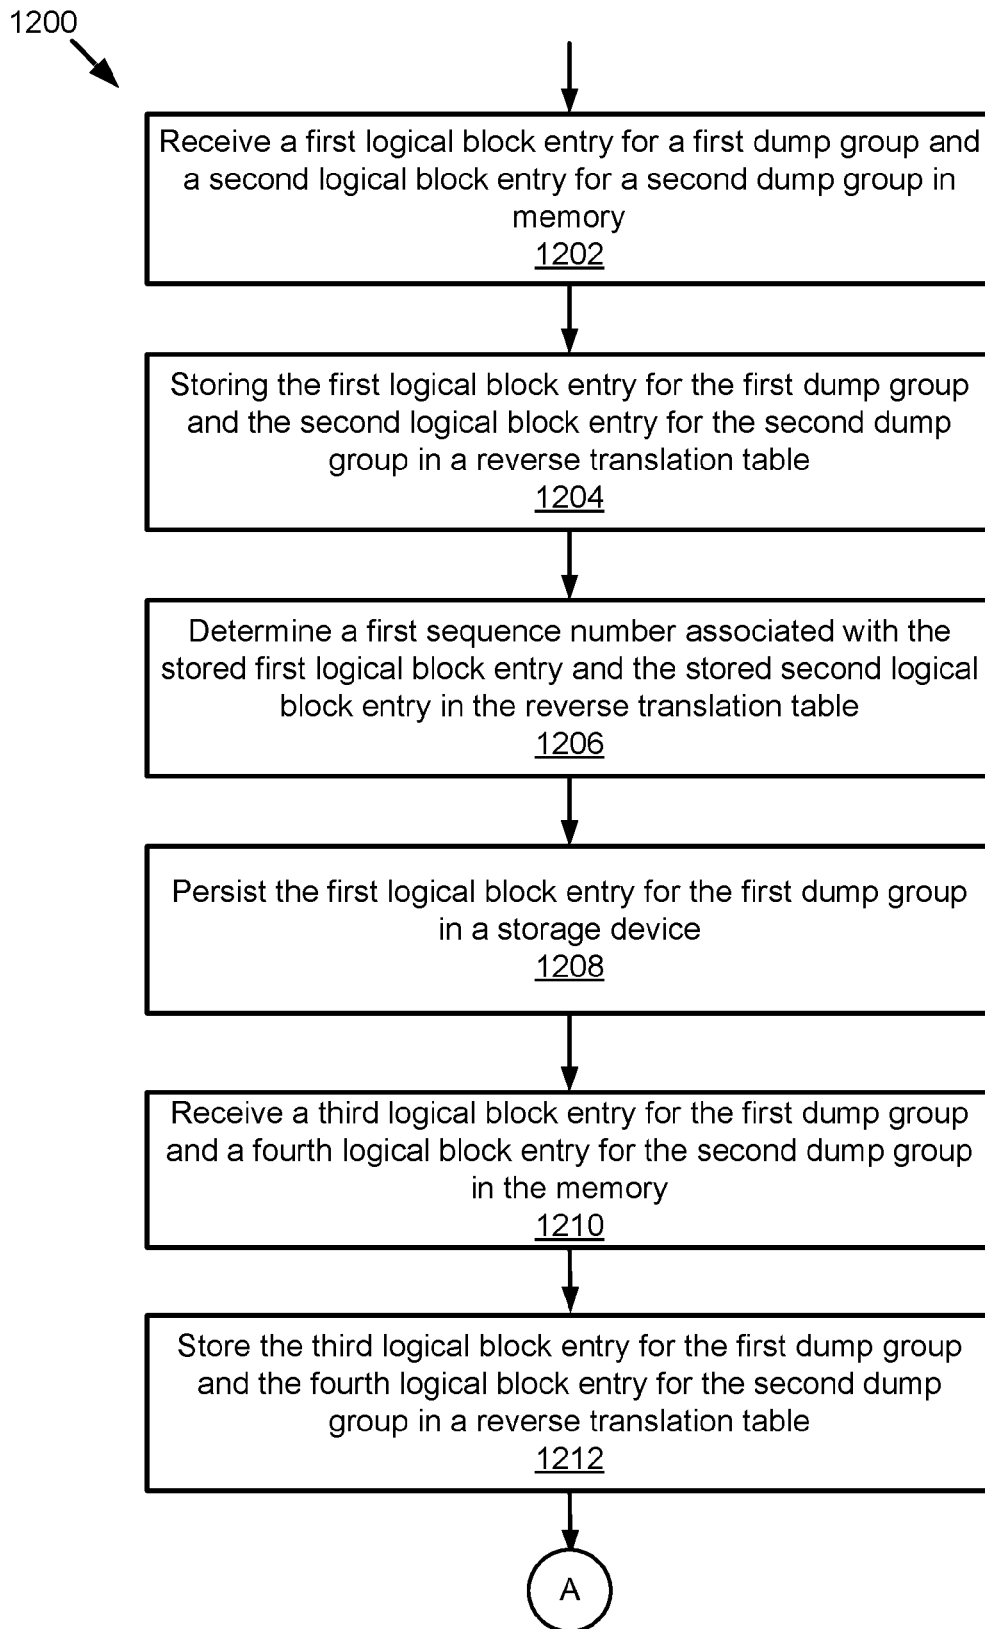 1200
Receive a first logical block entry for a first dump group and
a second logical block entry for a second dump group in
memory
1202
Storing the first logical block entry for the first dump group
and the second logical block entry for the second dump
group in a reverse translation table
1204
Determine a first sequence number associated with the
stored first logical block entry and the stored second logical
block entry in the reverse translation table
1206
Persist the first logical block entry for the first dump group
in a storage device
1208
Receive a third logical block entry for the first dump group
and a fourth logical block entry for the second dump group
in the memory
1210
Store the third logical block entry for the first dump group
and the fourth logical block entry for the second dump
group in a reverse translation table
1212
A